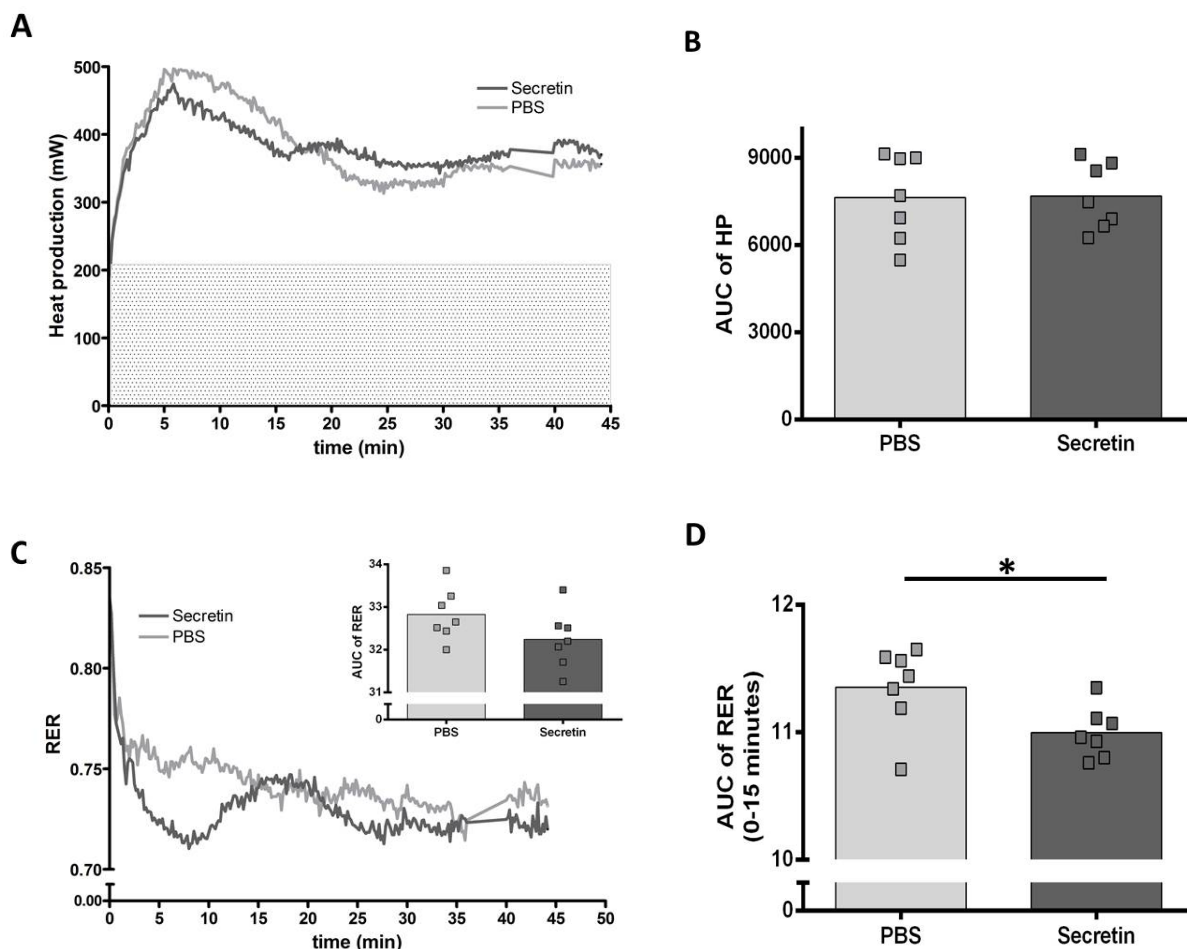 A
Heat production (mW)
500
400
300
200
100
0
0 5 10 15 20 25 30 35 40 45
time (min)
Secretin
PBS
B
AUC of HP
9000
6000
3000
0
PBS Secretin
C
RER
0.85
0.80
0.75
0.70
0.00
0 5 10 15 20 25 30 35 40 45 50
time (min)
Secretin
PBS
AUC of RER
34
33
32
31
0
PBS Secretin
D
*
AUC of RER
(0-15 minutes)
12
11
10
0
PBS Secretin